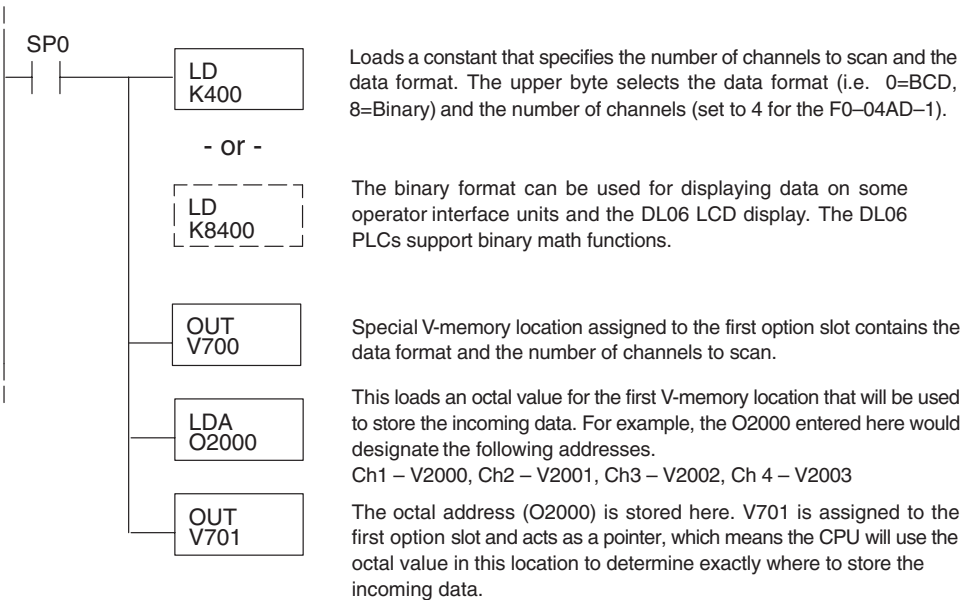 SP0
LD
K400
Loads a constant that specifies the number of channels to scan and the
data format. The upper byte selects the data format (i.e. 0=BCD,
8=Binary) and the number of channels (set to 4 for the F0–04AD–1).
- or -
LD
K8400
The binary format can be used for displaying data on some
operator interface units and the DL06 LCD display. The DL06
PLCs support binary math functions.
OUT
V700
Special V-memory location assigned to the first option slot contains the
data format and the number of channels to scan.
LDA
O2000
This loads an octal value for the first V-memory location that will be used
to store the incoming data. For example, the O2000 entered here would
designate the following addresses.
Ch1 – V2000, Ch2 – V2001, Ch3 – V2002, Ch 4 – V2003
OUT
V701
The octal address (O2000) is stored here. V701 is assigned to the
first option slot and acts as a pointer, which means the CPU will use the
octal value in this location to determine exactly where to store the
incoming data.